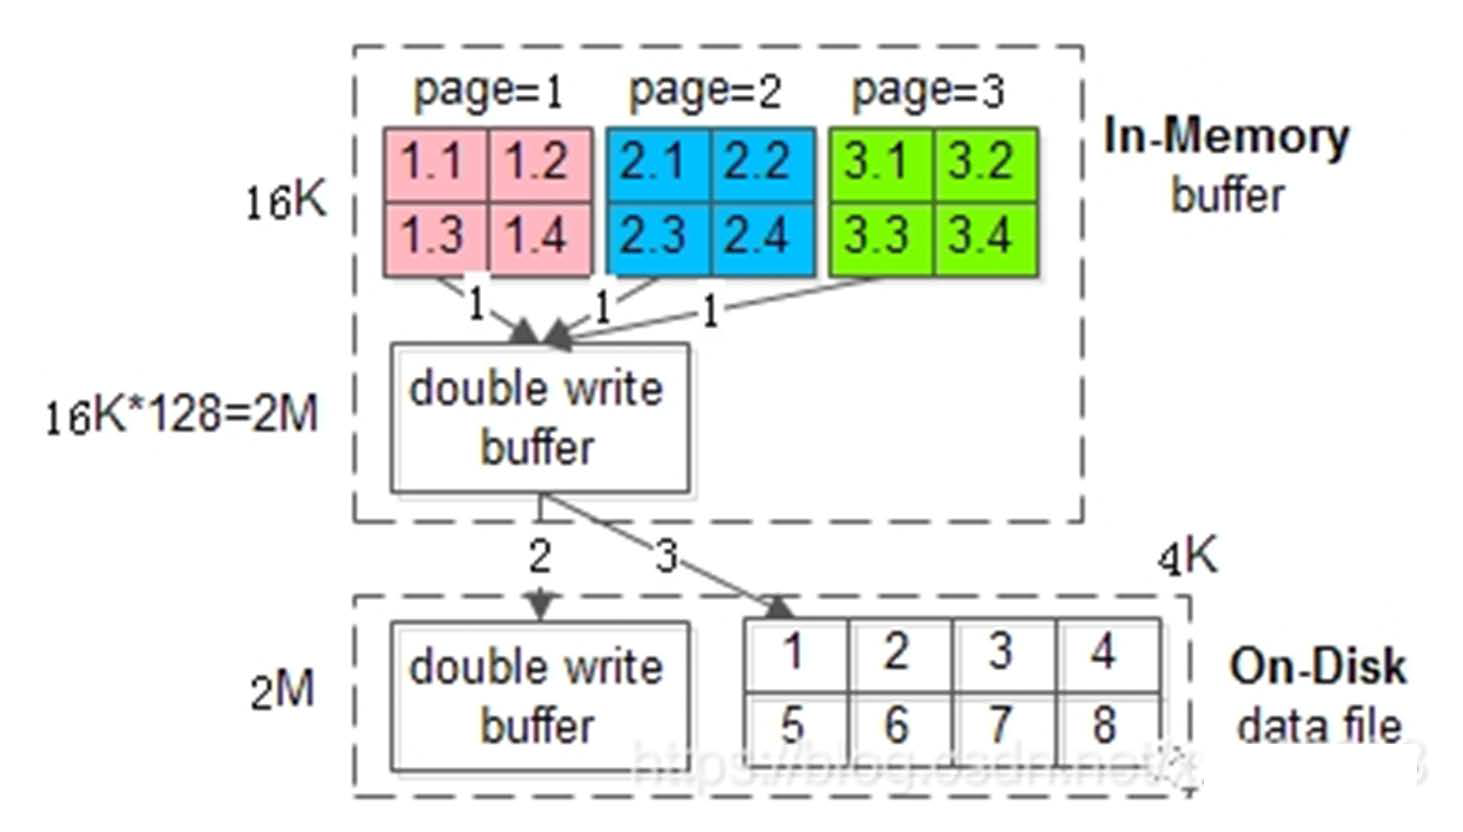 page=1 page=2 page=3
1.1 1.2 2.1 2.2 3.1 3.2
In-Memory
buffer
16K
1.3 1.4 2.3 2.4 3.3 3.4
1 1 1
double write
buffer
16K*128=2M
2 3
4K
double write
buffer
2M
1 2 3 4
5 6 7 8
On-Disk
data file
https://blog.csdn.net